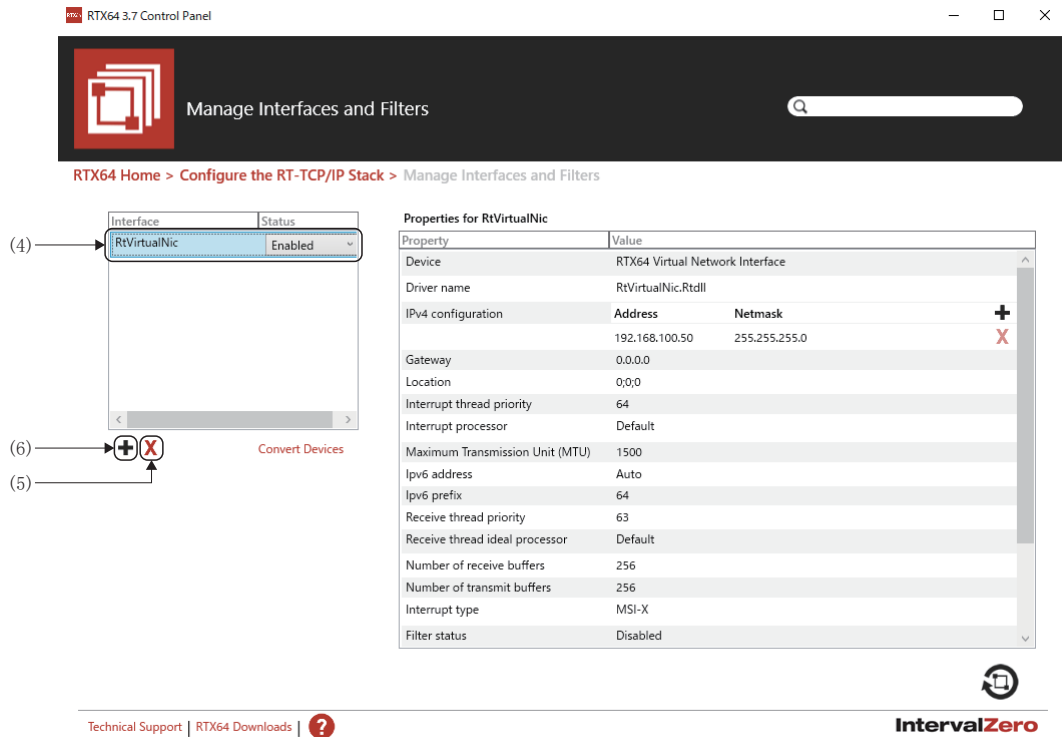 RTX64 3.7 Control Panel
Manage Interfaces and Filters
RTX64 Home > Configure the RT-TCP/IP Stack > Manage Interfaces and Filters
Interface Status
(4) RtVirtualNic Enabled
(6) + X Convert Devices
(5)
Properties for RtVirtualNic
Property Value
Device RTX64 Virtual Network Interface
Driver name RtVirtualNic.Rtdll
IPv4 configuration Address Netmask
192.168.100.50 255.255.255.0 X
Gateway 0.0.0.0
Location 0;0;0
Interrupt thread priority 64
Interrupt processor Default
Maximum Transmission Unit (MTU) 1500
Ipv6 address Auto
Ipv6 prefix 64
Receive thread priority 63
Receive thread ideal processor Default
Number of receive buffers 256
Number of transmit buffers 256
Interrupt type MSI-X
Filter status Disabled
Technical Support | RTX64 Downloads | ?
IntervalZero